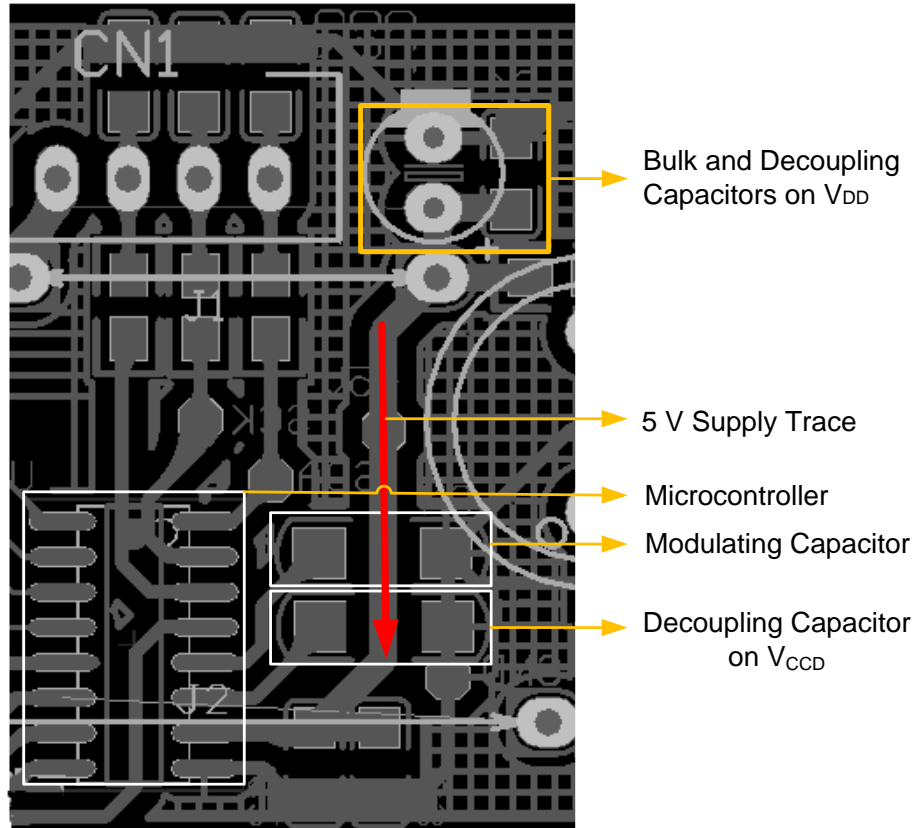 CN1
Bulk and Decoupling
Capacitors on VDD
J1
5 V Supply Trace
Microcontroller
Modulating Capacitor
Decoupling Capacitor
on VCCD
J2